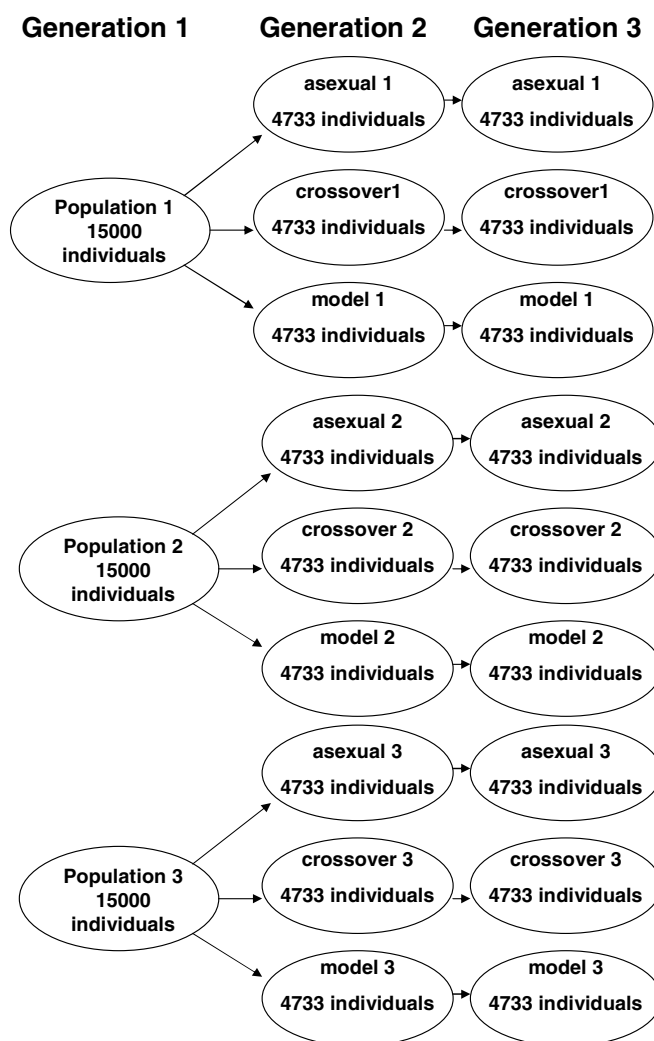 Generation 1 Generation 2 Generation 3
asexual 1 asexual 1
4733 individuals 4733 individuals
Population 1
15000
individuals
crossover1 crossover1
4733 individuals 4733 individuals
model 1 model 1
4733 individuals 4733 individuals
asexual 2 asexual 2
4733 individuals 4733 individuals
Population 2
15000
individuals
crossover 2 crossover 2
4733 individuals 4733 individuals
model 2 model 2
4733 individuals 4733 individuals
asexual 3 asexual 3
4733 individuals 4733 individuals
Population 3
15000
individuals
crossover 3 crossover 3
4733 individuals 4733 individuals
model 3 model 3
4733 individuals 4733 individuals